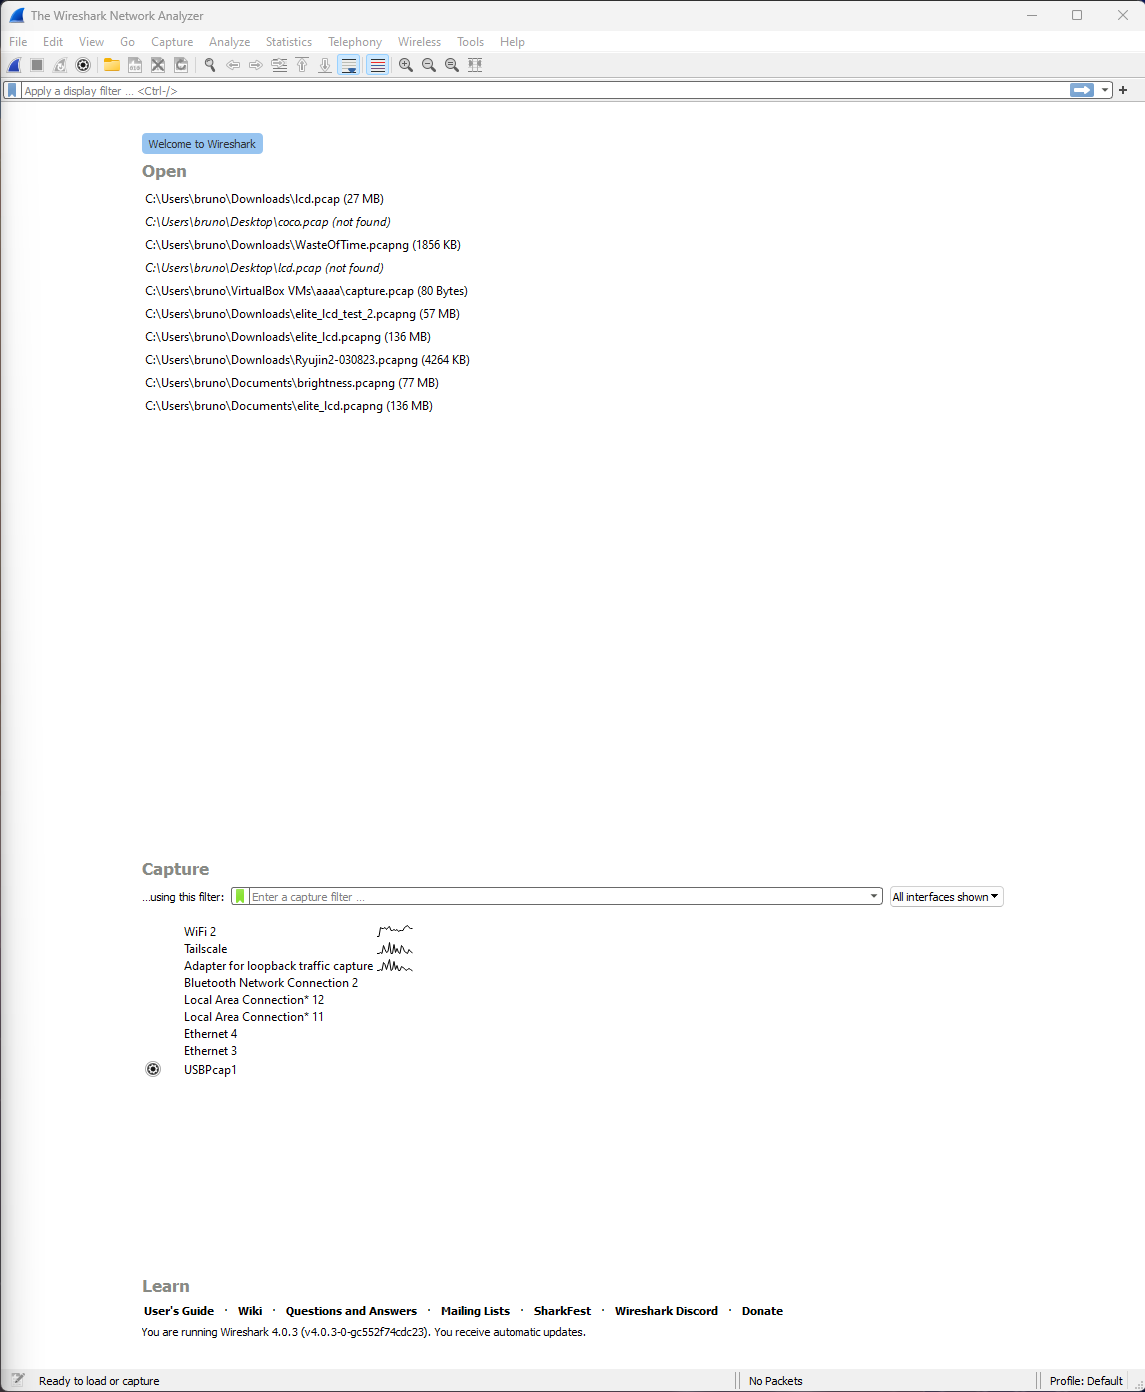 The Wireshark Network Analyzer
File Edit View Go Capture Analyze Statistics Telephony Wireless Tools Help
Apply a display filter ... <Ctrl-/>
Welcome to Wireshark
Open
C:\Users\bruno\Downloads\lcd.pcap (27 MB)
C:\Users\bruno\Desktop\coco.pcap (not found)
C:\Users\bruno\Downloads\WasteOfTime.pcapng (1856 KB)
C:\Users\bruno\Desktop\lcd.pcap (not found)
C:\Users\bruno\VirtualBox VMs\aaaa\capture.pcap (80 Bytes)
C:\Users\bruno\Downloads\elite_lcd_test_2.pcapng (57 MB)
C:\Users\bruno\Downloads\elite_lcd.pcapng (136 MB)
C:\Users\bruno\Downloads\Ryujin2-030823.pcapng (4264 KB)
C:\Users\bruno\Documents\brightness.pcapng (77 MB)
C:\Users\bruno\Documents\elite_lcd.pcapng (136 MB)
Capture
...using this filter: Enter a capture filter ... All interfaces shown
WiFi 2
Tailscale
Adapter for loopback traffic capture
Bluetooth Network Connection 2
Local Area Connection* 12
Local Area Connection* 11
Ethernet 4
Ethernet 3
USBPcap1
Learn
User's Guide · Wiki · Questions and Answers · Mailing Lists · SharkFest · Wireshark Discord · Donate
You are running Wireshark 4.0.3 (v4.0.3-0-gc552f74cdc23). You receive automatic updates.
Ready to load or capture No Packets Profile: Default